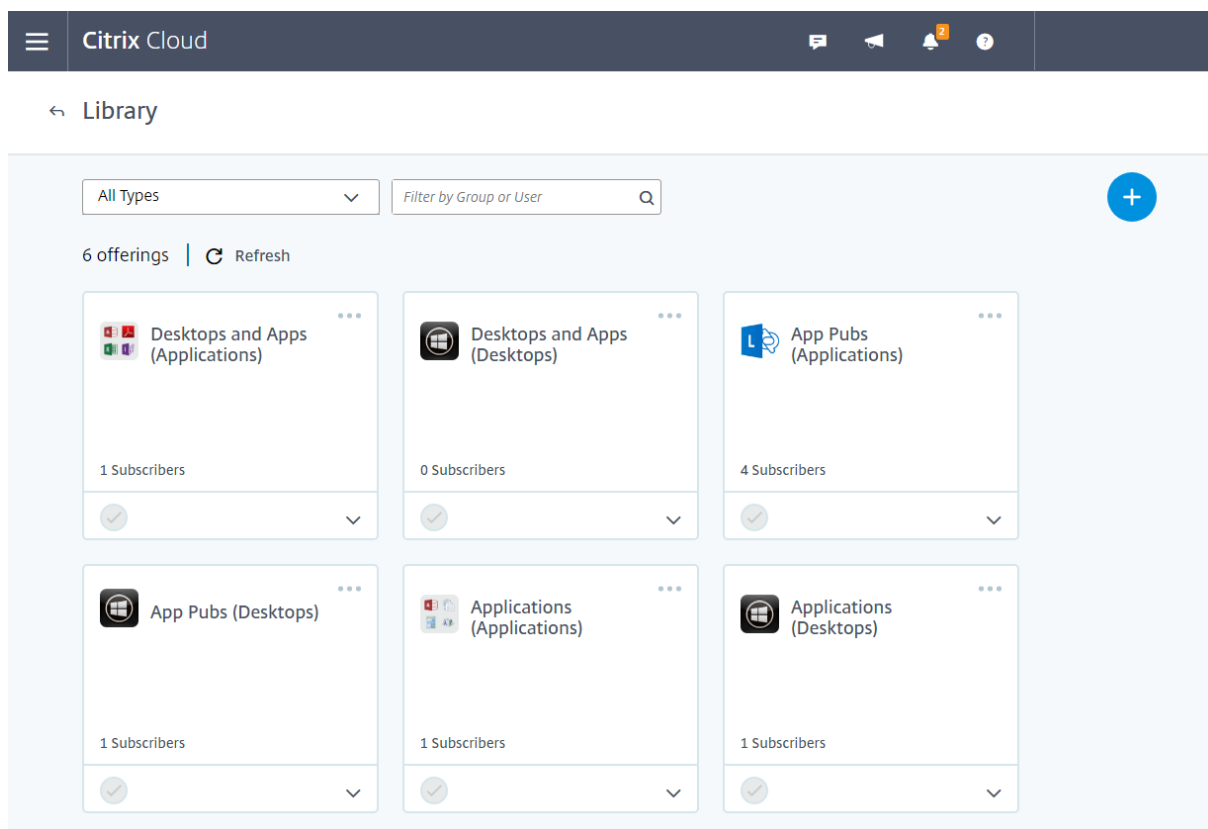 Citrix Cloud
2
?
Library
All Types
Filter by Group or User
6 offerings
Refresh
Desktops and Apps
(Applications)
1 Subscribers
Desktops and Apps
(Desktops)
0 Subscribers
L
App Pubs
(Applications)
4 Subscribers
App Pubs (Desktops)
1 Subscribers
Applications
(Applications)
1 Subscribers
Applications
(Desktops)
1 Subscribers